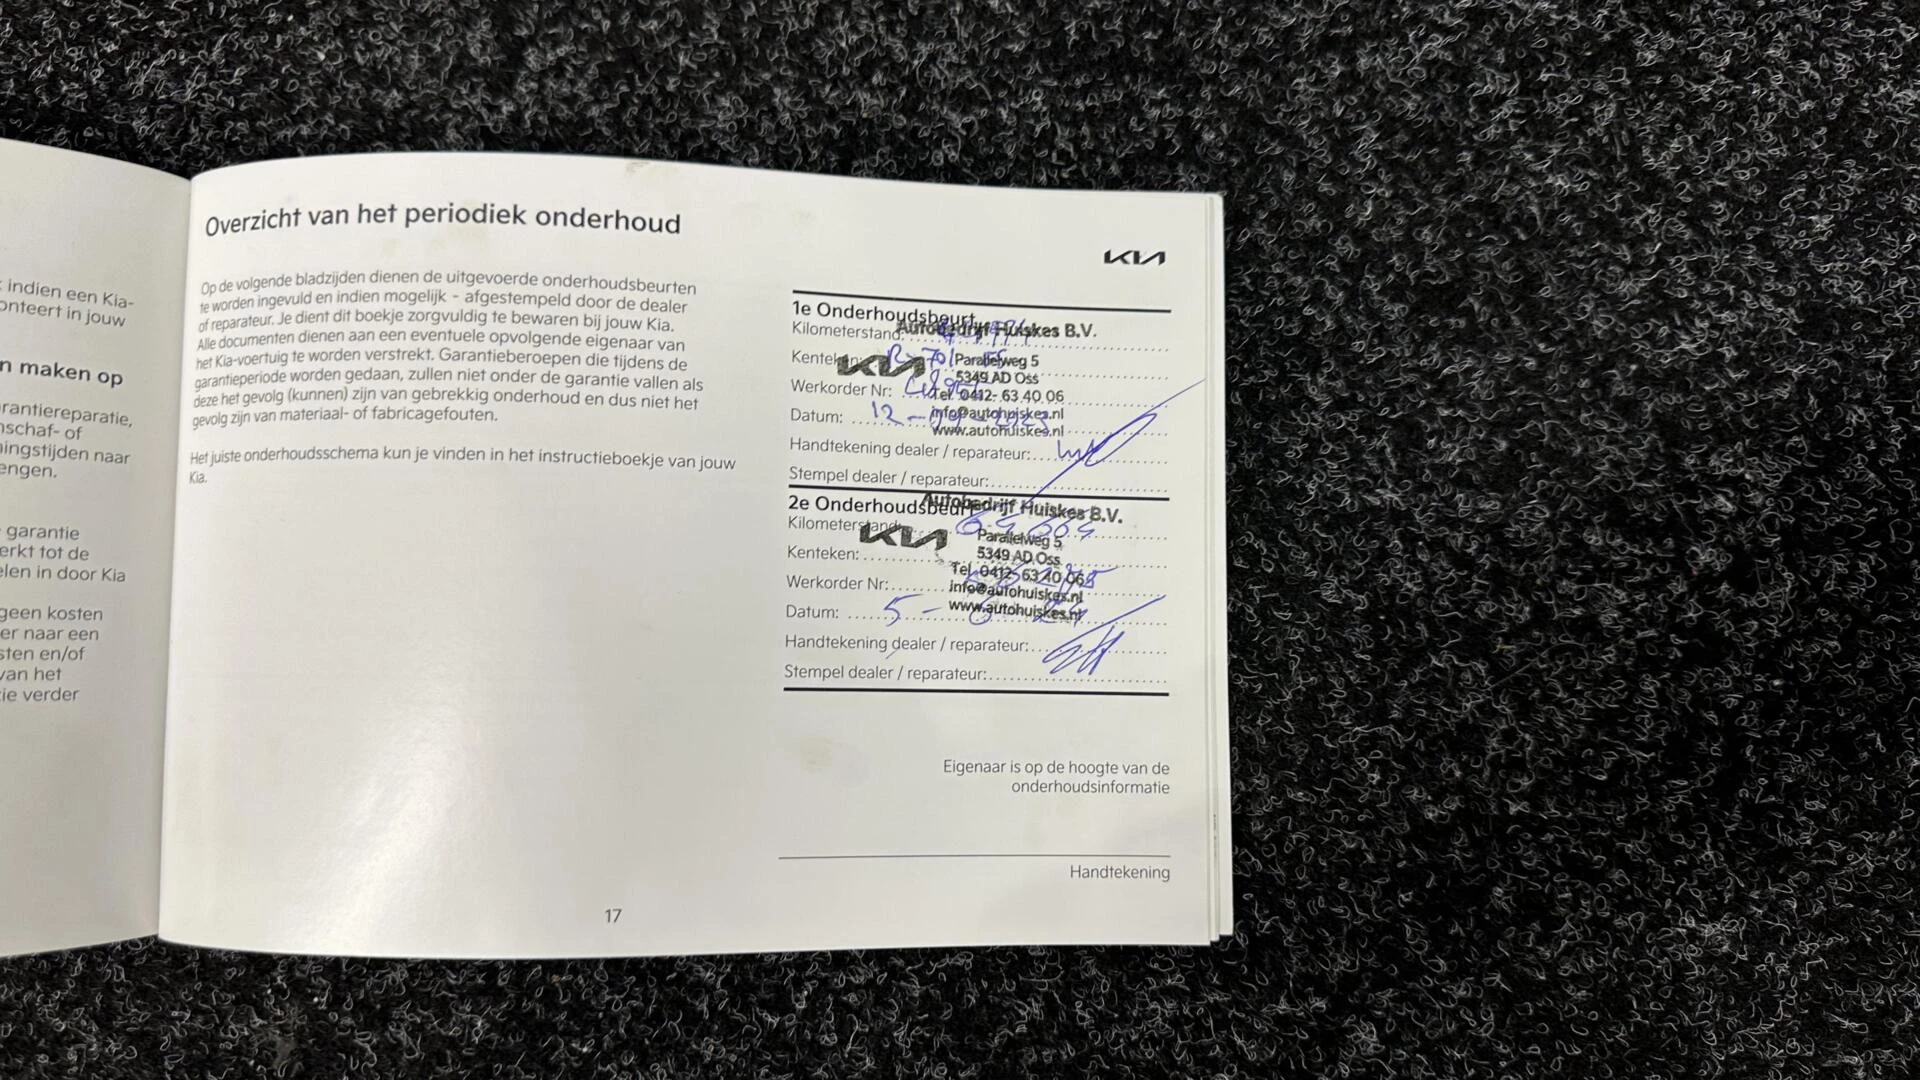 indien een Kia-
onteert in jouw
n maken op
rantiereparatie,
nschaf- of
ningstijden naar
engen.
garantie
erkt tot de
elen in door Kia
geen kosten
er naar een
sten en/of
van het
ie verder
Overzicht van het periodiek onderhoud
Op de volgende bladzijden dienen de uitgevoerde onderhoudsbeurten
te worden ingevuld en indien mogelijk - afgestempeld door de dealer
of reparateur. Je dient dit boekje zorgvuldig te bewaren bij jouw Kia.
Alle documenten dienen aan een eventuele opvolgende eigenaar van
het Kia-voertuig te worden verstrekt. Garantieberoepen die tijdens de
garantieperiode worden gedaan, zullen niet onder de garantie vallen als
deze het gevolg (kunnen) zijn van gebrekkig onderhoud en dus niet het
gevolg zijn van materiaal- of fabricagefouten.
Het juiste onderhoudsschema kun je vinden in het instructieboekje van jouw
Kia.
17
KIA
1e Onderhoudsbeurt
Kilometerstand:
Autobedrijf Huiskes B.V.
Kenteken:
KIA
Parallelweg 5
5349 AD Oss
Werkorder Nr:
Tel. 0412- 63 40 06
info@autohuiskes.nl
Datum: 12 -
www.autohuiskes.nl
Handtekening dealer / reparateur:
Stempel dealer / reparateur:
2e Onderhoudsbeurt
Autobedrijf Huiskes B.V.
Kilometerstand
KIA
Parallelweg 5
5349 AD Oss
Kenteken:
Tel. 0412- 63 40 06
Werkorder Nr:
info@autohuiskes.nl
www.autohuiskes.nl
Datum: 5 - 6
Handtekening dealer / reparateur:
Stempel dealer / reparateur:
Eigenaar is op de hoogte van de
onderhoudsinformatie
Handtekening